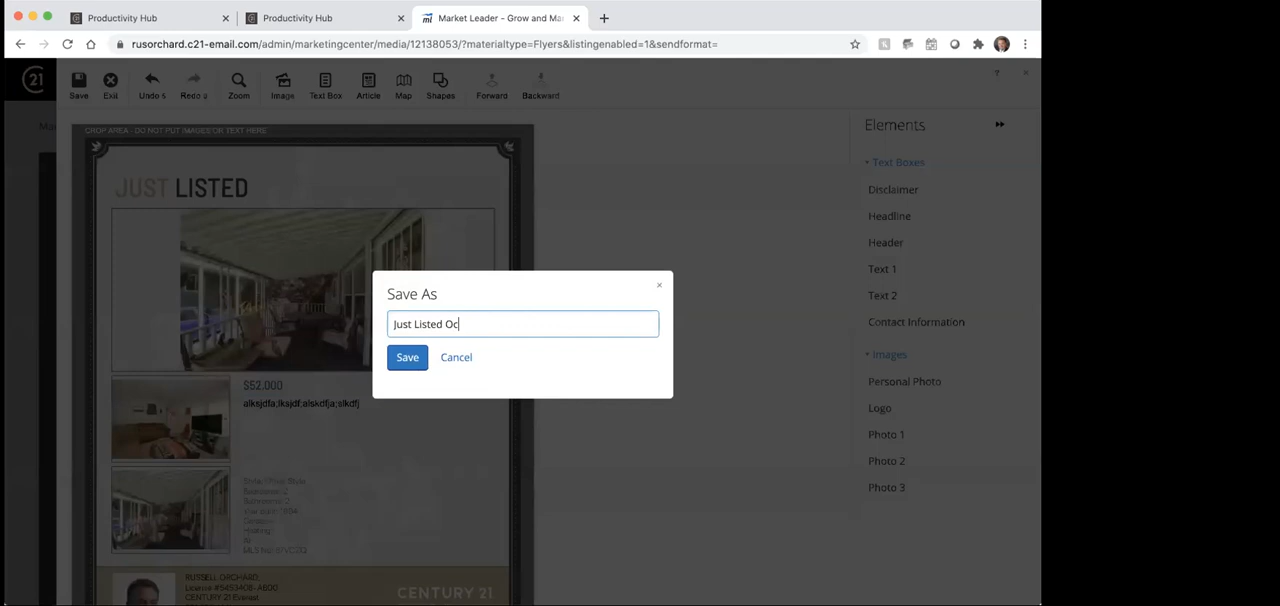 Productivity Hub
Productivity Hub
Market Leader - Grow and Ma
rusorchard.c21-email.com/admin/marketingcenter/media/12138053/?materialtype=Flyers&listingenabled=1&sendformat=
21
Save
Exit
Undo
Redo
Zoom
Image
Text Box
Article
Map
Shapes
Forward
Backward
CROP AREA - DO NOT PUT IMAGES OR TEXT HERE
JUST LISTED
$52,000
RUSSELL ORCHARD
CENTURY 21 Everest
CENTURY 21
Save As
Just Listed Oc
Save Cancel
Elements
Text Boxes
Disclaimer
Headline
Header
Text 1
Text 2
Contact Information
Images
Personal Photo
Logo
Photo 1
Photo 2
Photo 3